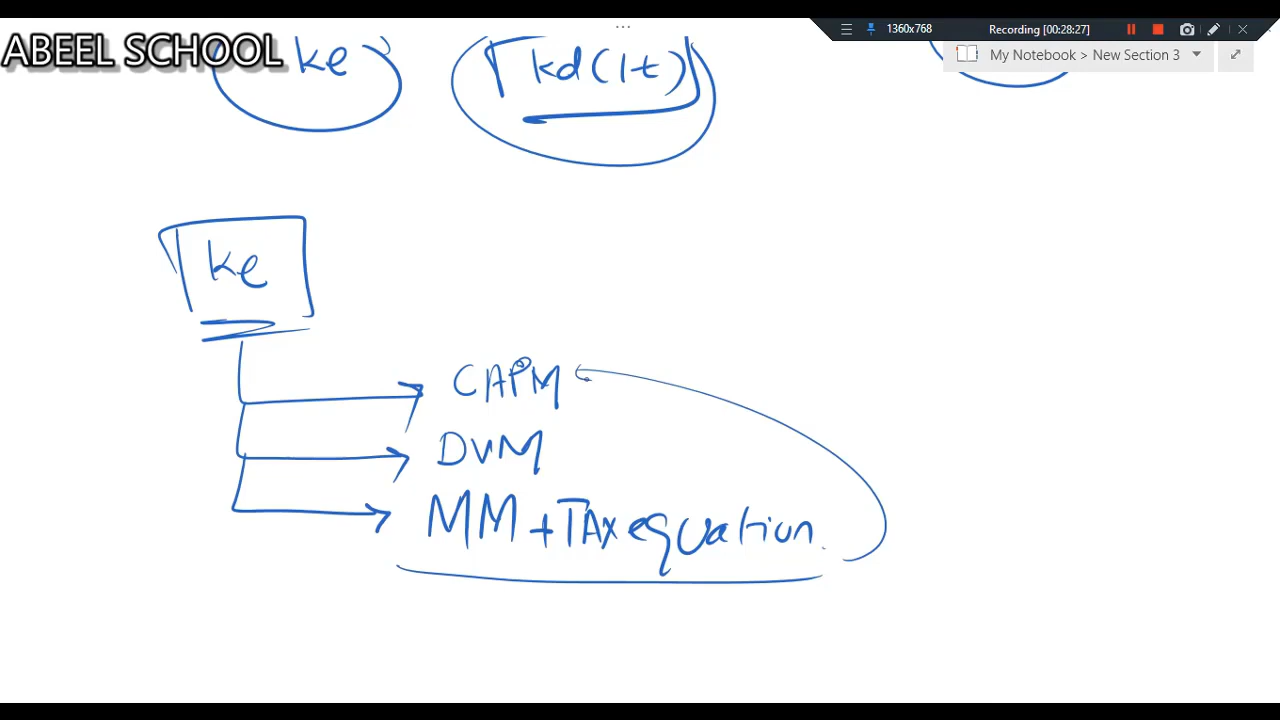 ABEEL SCHOOL
1360x768
Recording [00:28:27]
My Notebook > New Section 3
ke
kd(1t)
ke
CAPM
DVM
MM + TAX equation